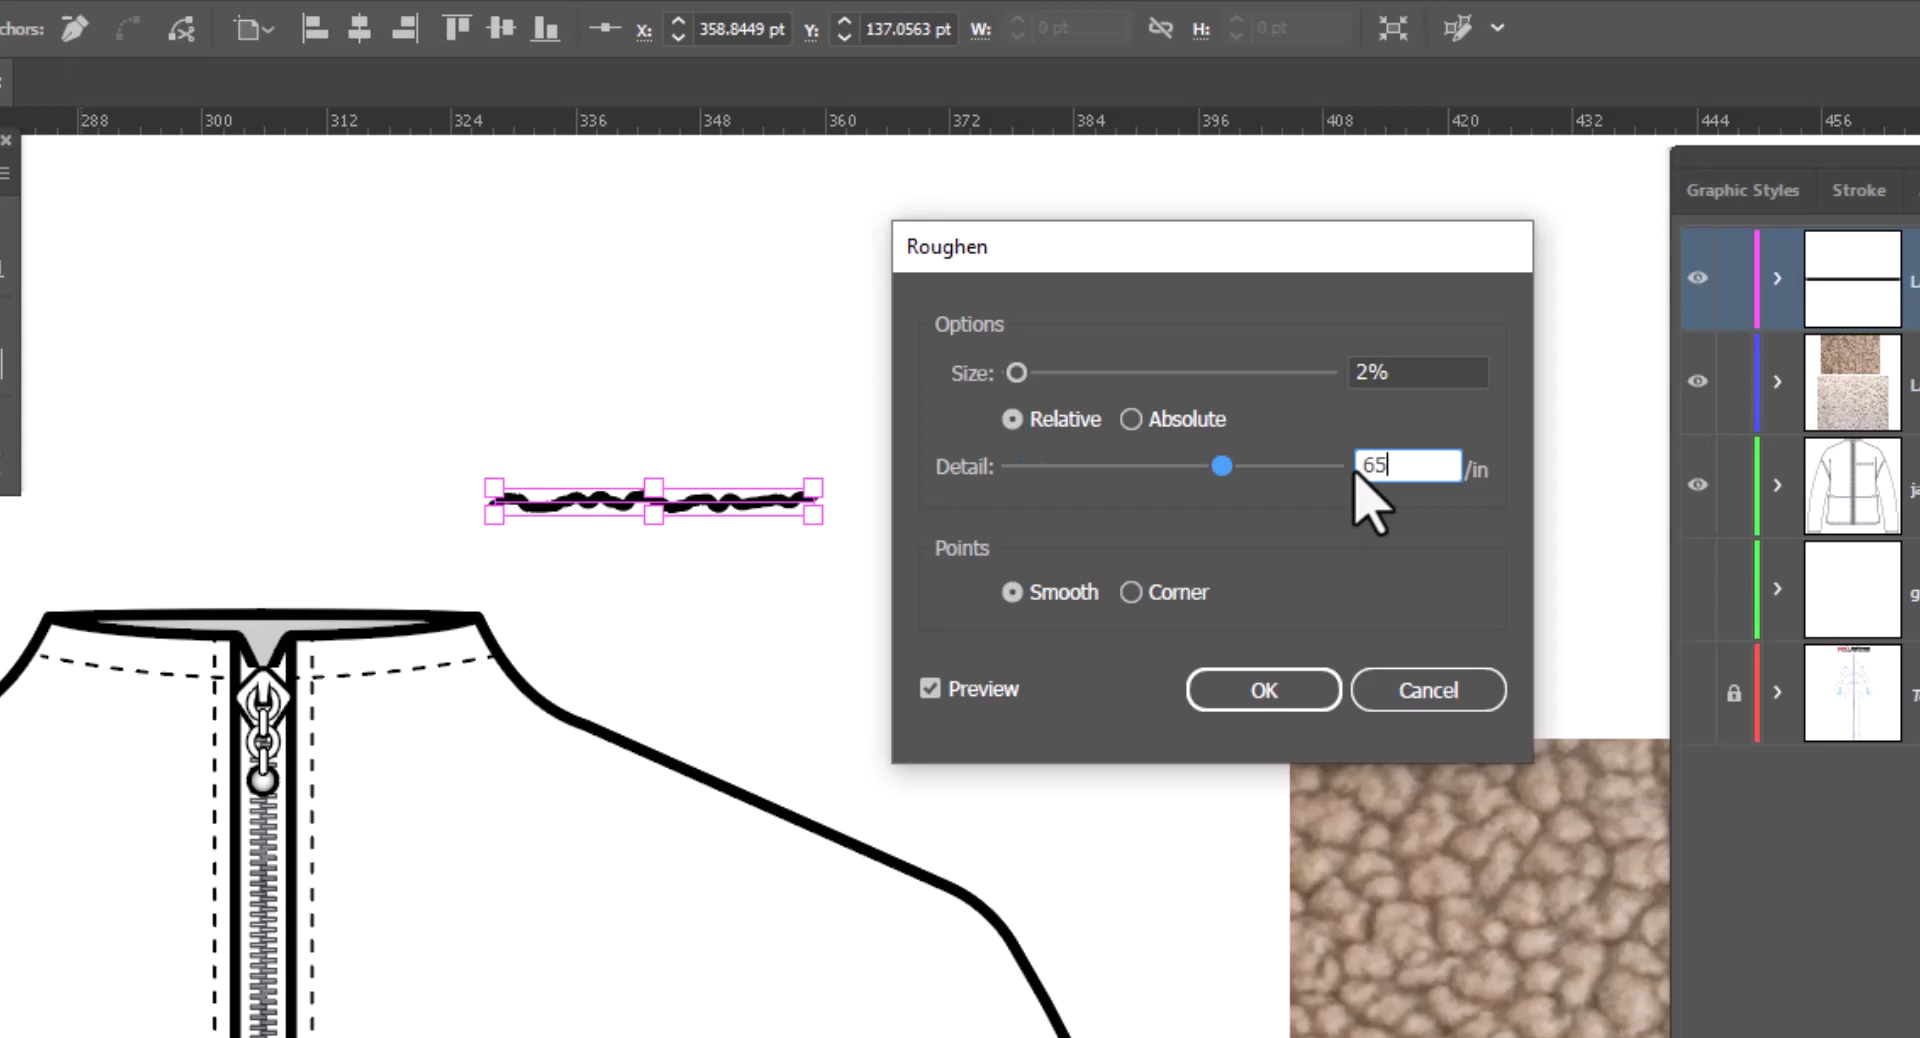 chors:
X: 358.8449 pt Y: 137.0563 pt W: 0 pt H: 0 pt
288 300 312 324 336 348 360 372 384 396 408 420 432 444 456
Graphic Styles Stroke
Roughen
Options
Size: 2%
Relative Absolute
Detail: 65 /in
Points
Smooth Corner
Preview OK Cancel